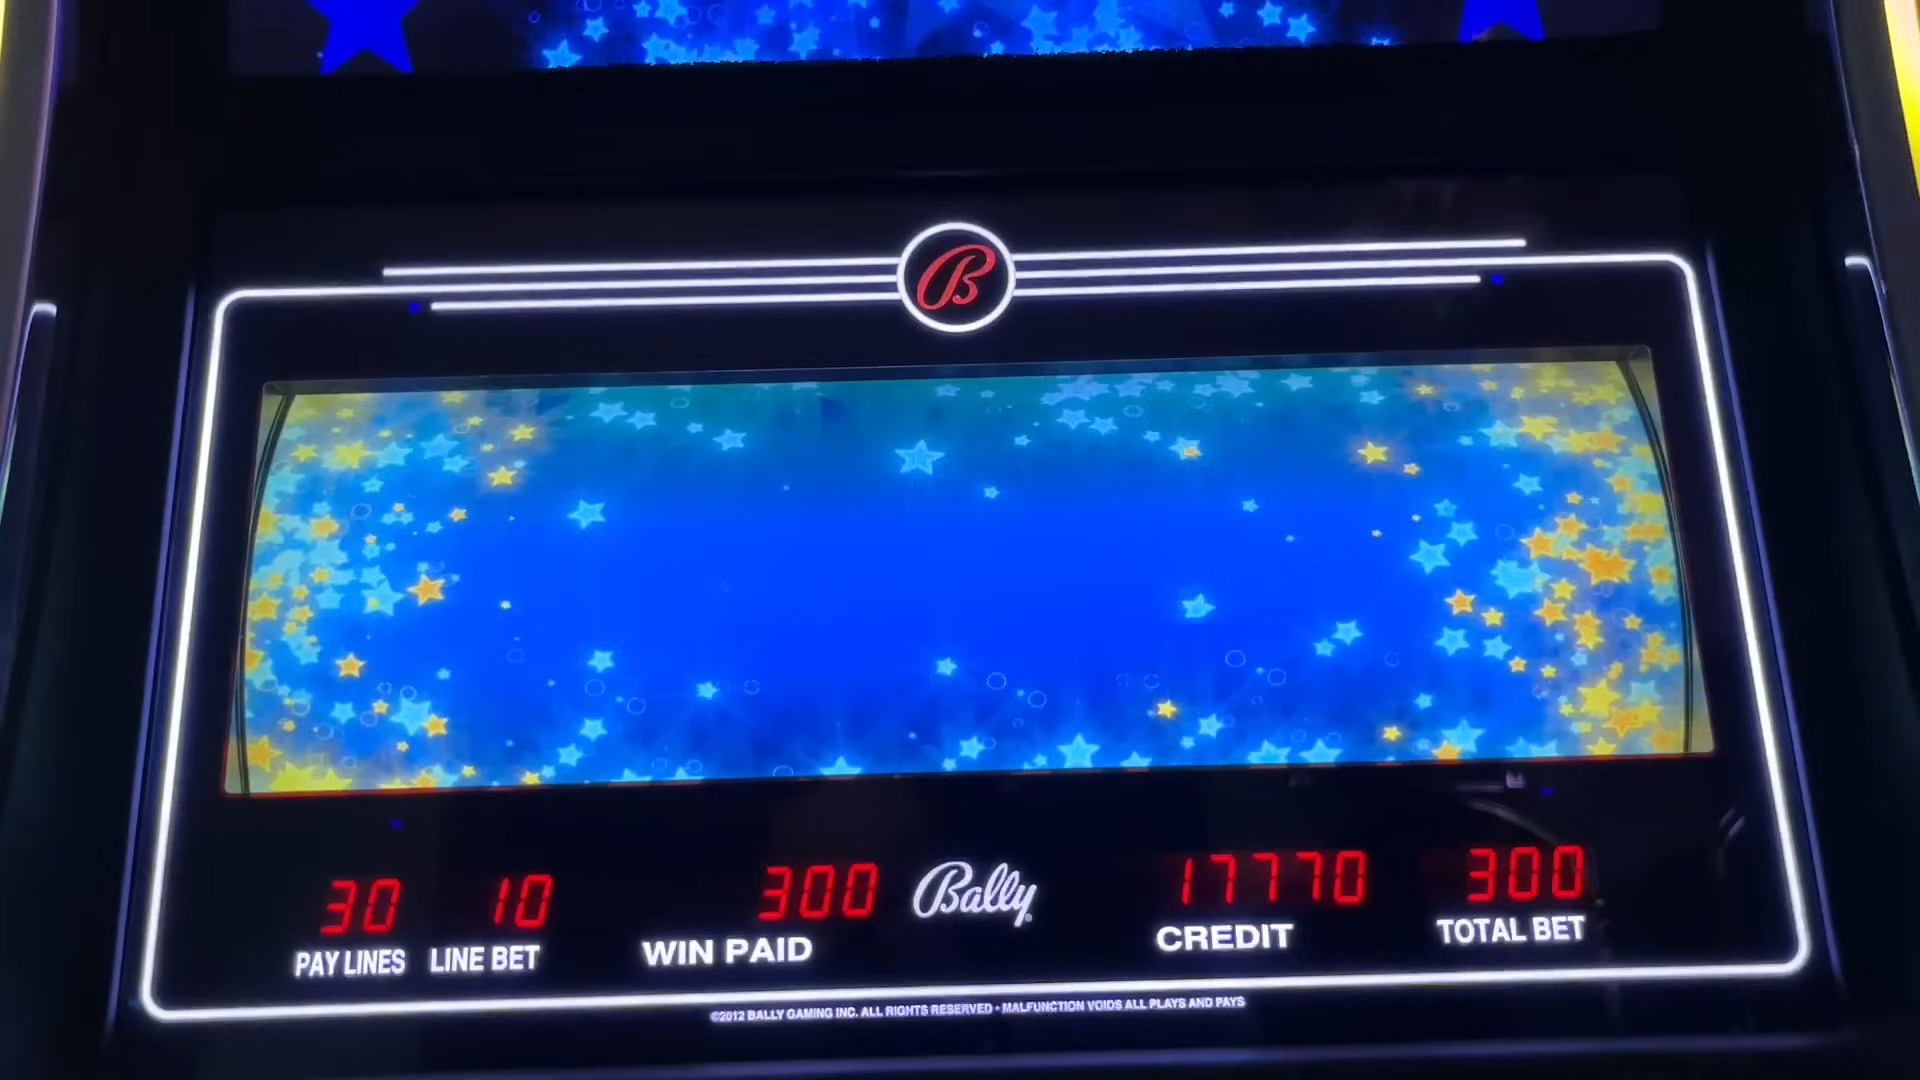 B
30 10 300 Bally 17770 300
PAY LINES LINE BET WIN PAID CREDIT TOTAL BET
©2012 BALLY GAMING INC. ALL RIGHTS RESERVED • MALFUNCTION VOIDS ALL PLAYS AND PAYS